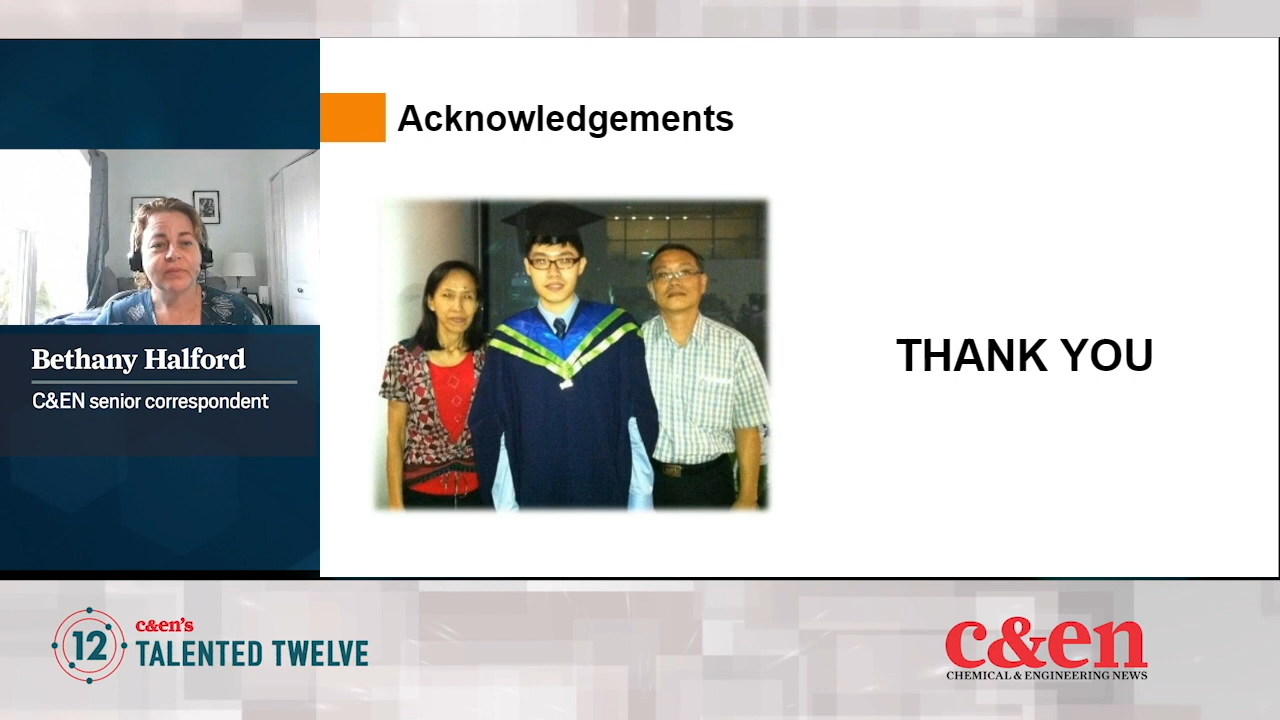 Acknowledgements
THANK YOU
Bethany Halford
C&EN senior correspondent
12
c&en's
TALENTED TWELVE
c&en
CHEMICAL & ENGINEERING NEWS